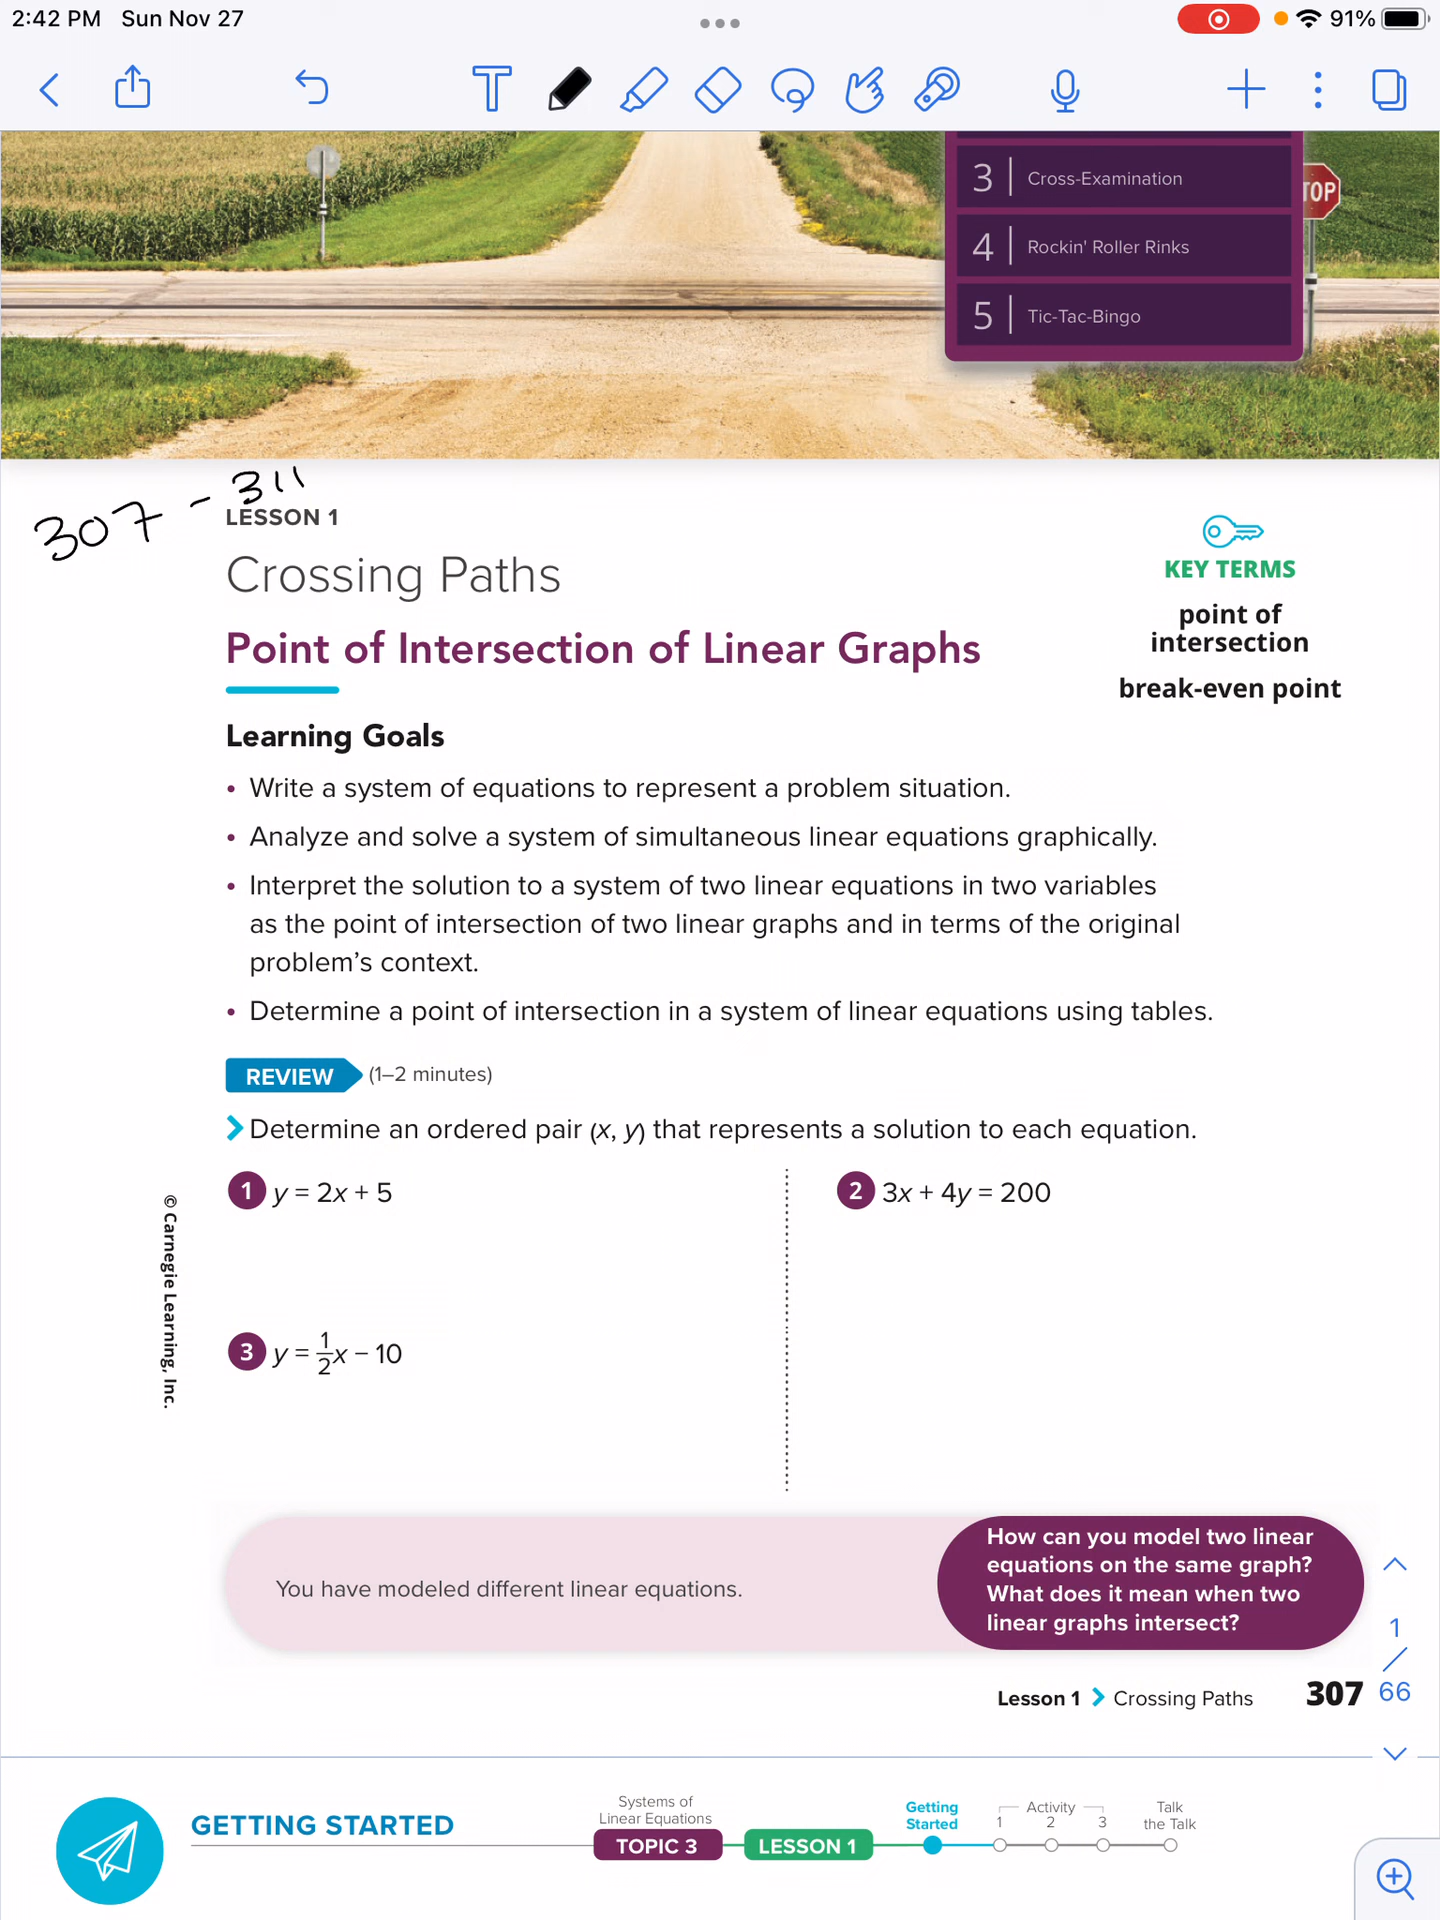 2:42 PM Sun Nov 27
91%
3 Cross-Examination
4 Rockin' Roller Rinks
5 Tic-Tac-Bingo
TOP
307 - 311
LESSON 1
Crossing Paths
Point of Intersection of Linear Graphs
KEY TERMS
point of
intersection
break-even point
Learning Goals
• Write a system of equations to represent a problem situation.
• Analyze and solve a system of simultaneous linear equations graphically.
• Interpret the solution to a system of two linear equations in two variables
as the point of intersection of two linear graphs and in terms of the original
problem's context.
• Determine a point of intersection in a system of linear equations using tables.
REVIEW (1–2 minutes)
Determine an ordered pair (x, y) that represents a solution to each equation.
1 y = 2x + 5
2 3x + 4y = 200
3 y = 1/2x − 10
© Carnegie Learning, Inc.
You have modeled different linear equations.
How can you model two linear
equations on the same graph?
What does it mean when two
linear graphs intersect?
1
/
66
Lesson 1 Crossing Paths 307
GETTING STARTED
Systems of
Linear Equations
TOPIC 3
LESSON 1
Getting
Started
Activity
1 2 3
Talk
the Talk